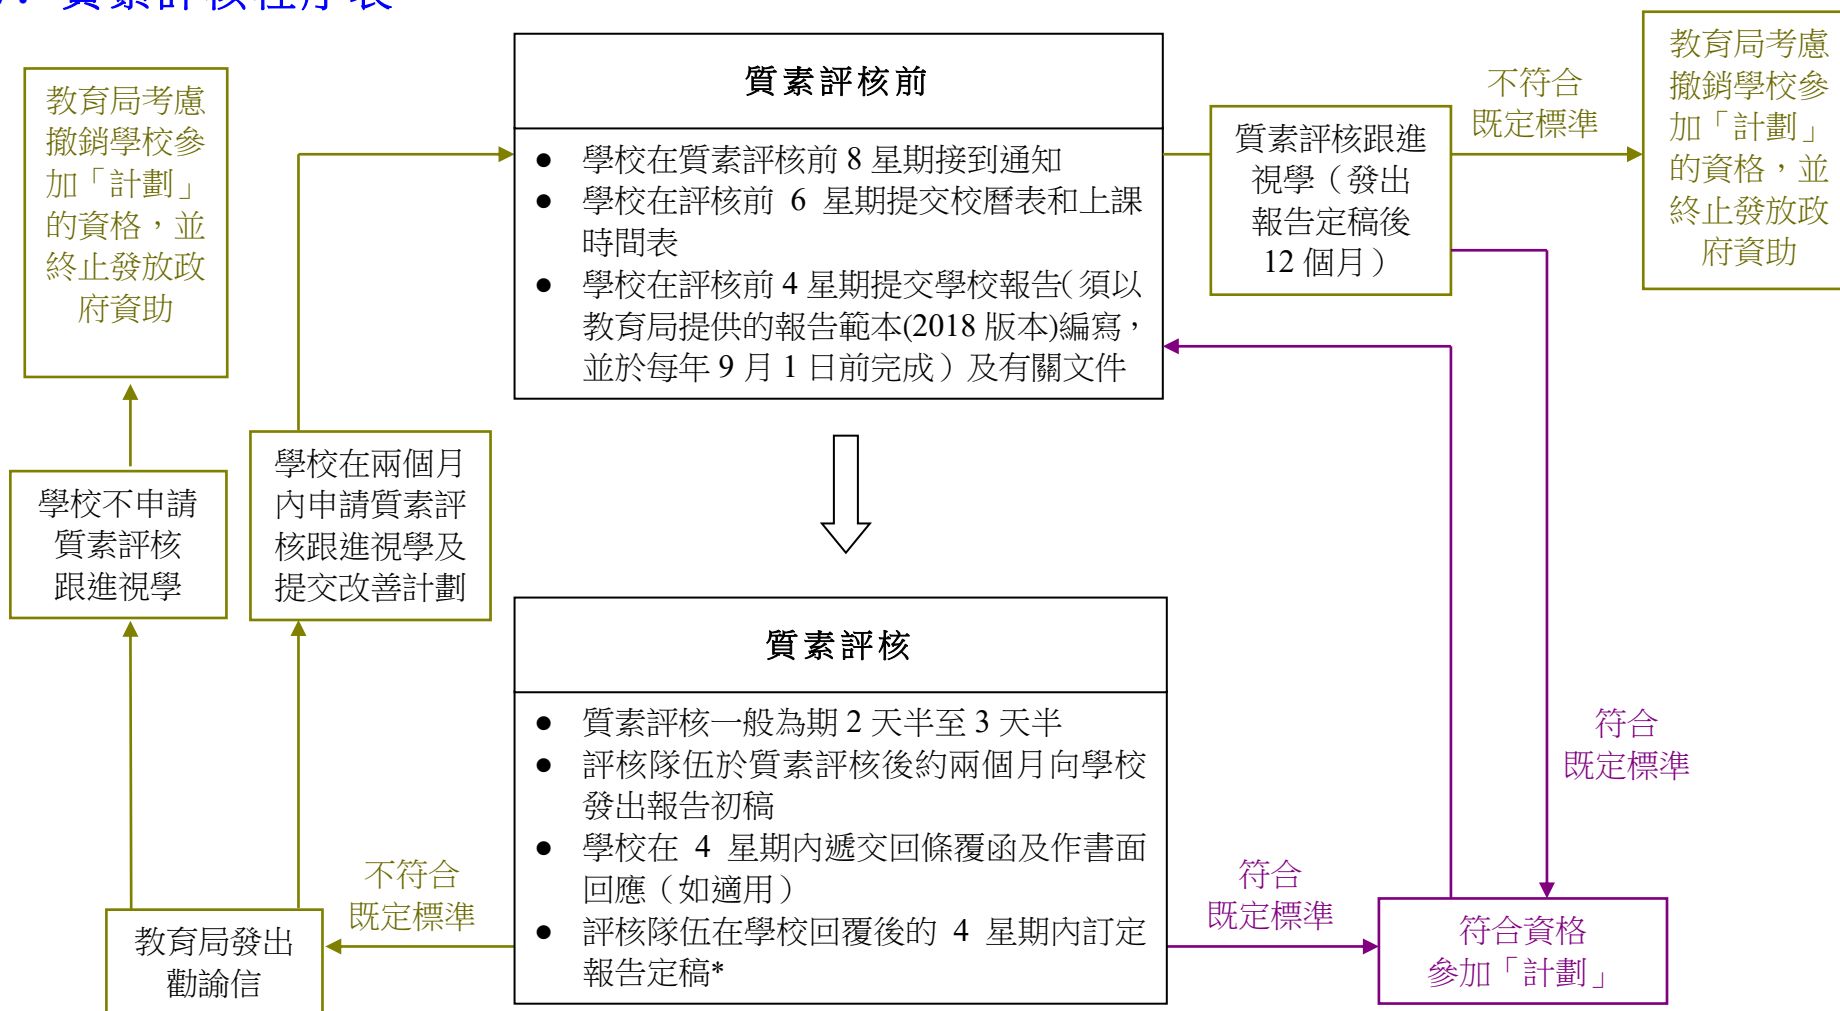 質素評核程序表
教育局考慮
撤銷學校參
加「計劃」
的資格，並
終止發放政
府資助
質素評核前
● 學校在質素評核前 8 星期接到通知
● 學校在評核前 6 星期提交校曆表和上課
時間表
● 學校在評核前 4 星期提交學校報告（須以
教育局提供的報告範本(2018 版本)編寫，
並於每年 9 月 1 日前完成）及有關文件
質素評核跟進
視學（發出
報告定稿後
12 個月）
不符合
既定標準
教育局考慮
撤銷學校參
加「計劃」
的資格，並
終止發放政
府資助
學校不申請
質素評核
跟進視學
學校在兩個月
內申請質素評
核跟進視學及
提交改善計劃
質素評核
● 質素評核一般為期 2 天半至 3 天半
● 評核隊伍於質素評核後約兩個月向學校
發出報告初稿
● 學校在 4 星期內遞交回條覆函及作書面
回應（如適用）
● 評核隊伍在學校回覆後的 4 星期內訂定
報告定稿*
符合
既定標準
不符合
既定標準
教育局發出
勸諭信
符合
既定標準
符合資格
參加「計劃」